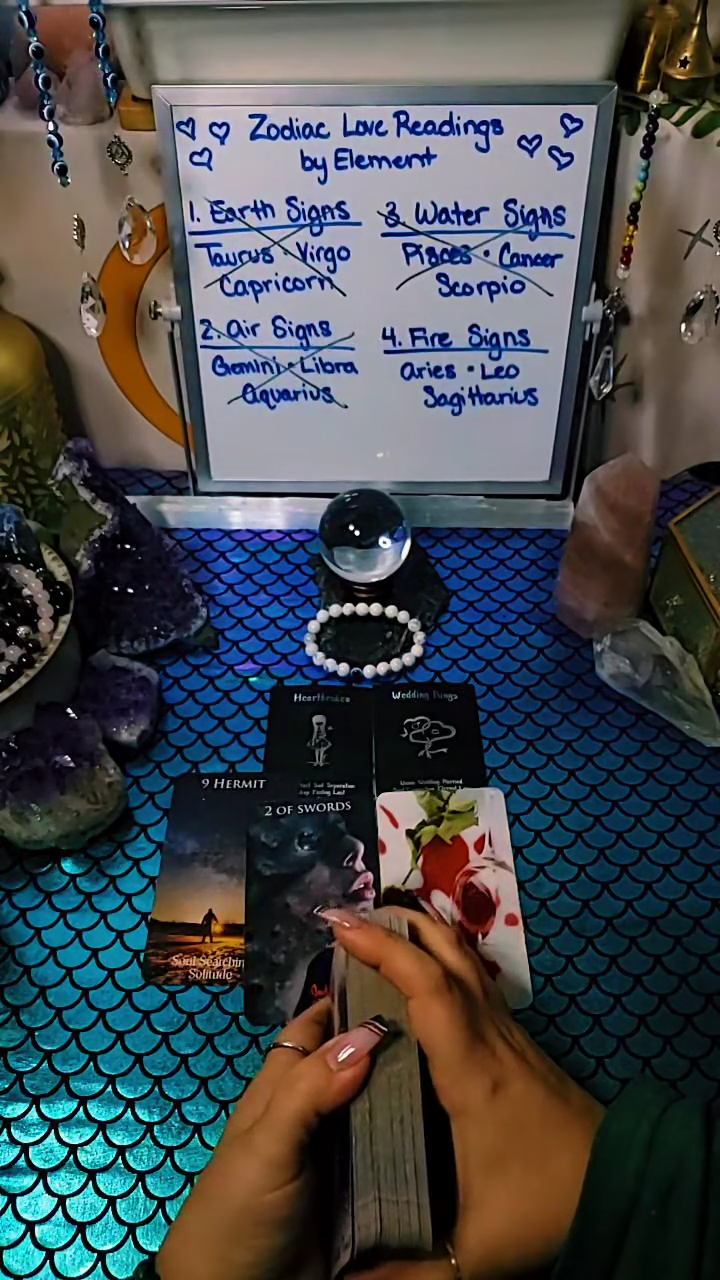 Zodiac Love Readings
by Element
1. Earth Signs
Taurus • Virgo
Capricorn
2. Air Signs
Gemini • Libra
Aquarius
3. Water Signs
Pisces • Cancer
Scorpio
4. Fire Signs
Aries • Leo
Sagittarius
Heartbroken
Wedding Rings
9 HERMIT
Soul Searchin
Solitude
2 OF SWORDS